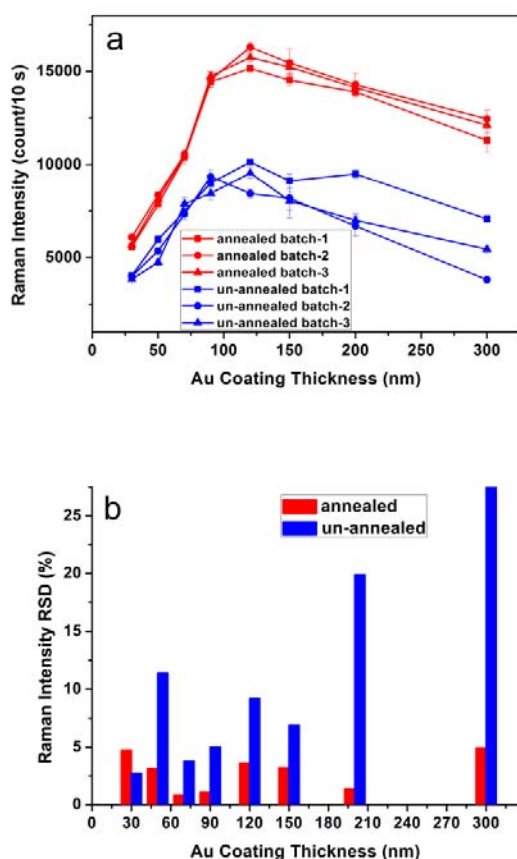 a
Raman Intensity (count/10 s)
15000
10000
5000
annealed batch-1
annealed batch-2
annealed batch-3
un-annealed batch-1
un-annealed batch-2
un-annealed batch-3
0 50 100 150 200 250 300
Au Coating Thickness (nm)
b
Raman Intensity RSD (%)
annealed
un-annealed
25
20
15
10
5
0
0 30 60 90 120 150 180 210 240 270 300
Au Coating Thickness (nm)